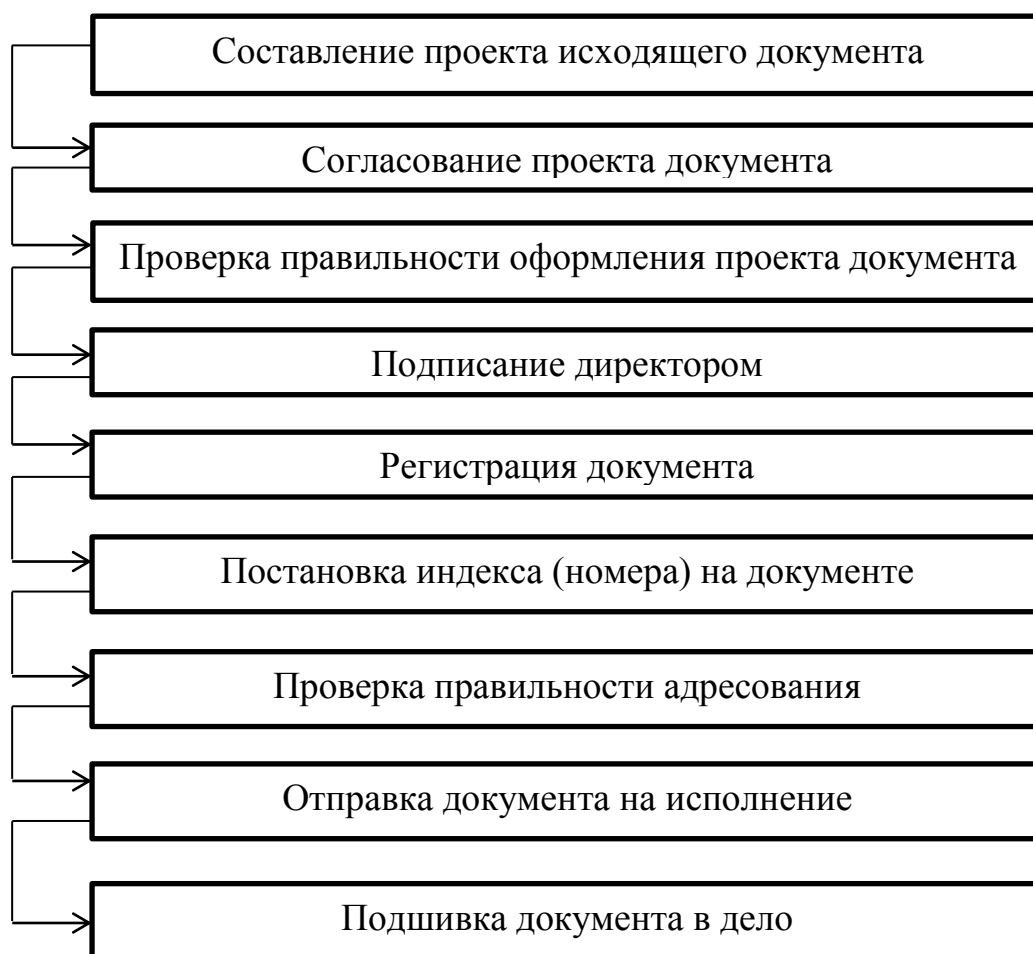 Составление проекта исходящего документа
Согласование проекта документа
Проверка правильности оформления проекта документа
Подписание директором
Регистрация документа
Постановка индекса (номера) на документе
Проверка правильности адресования
Отправка документа на исполнение
Подшивка документа в дело